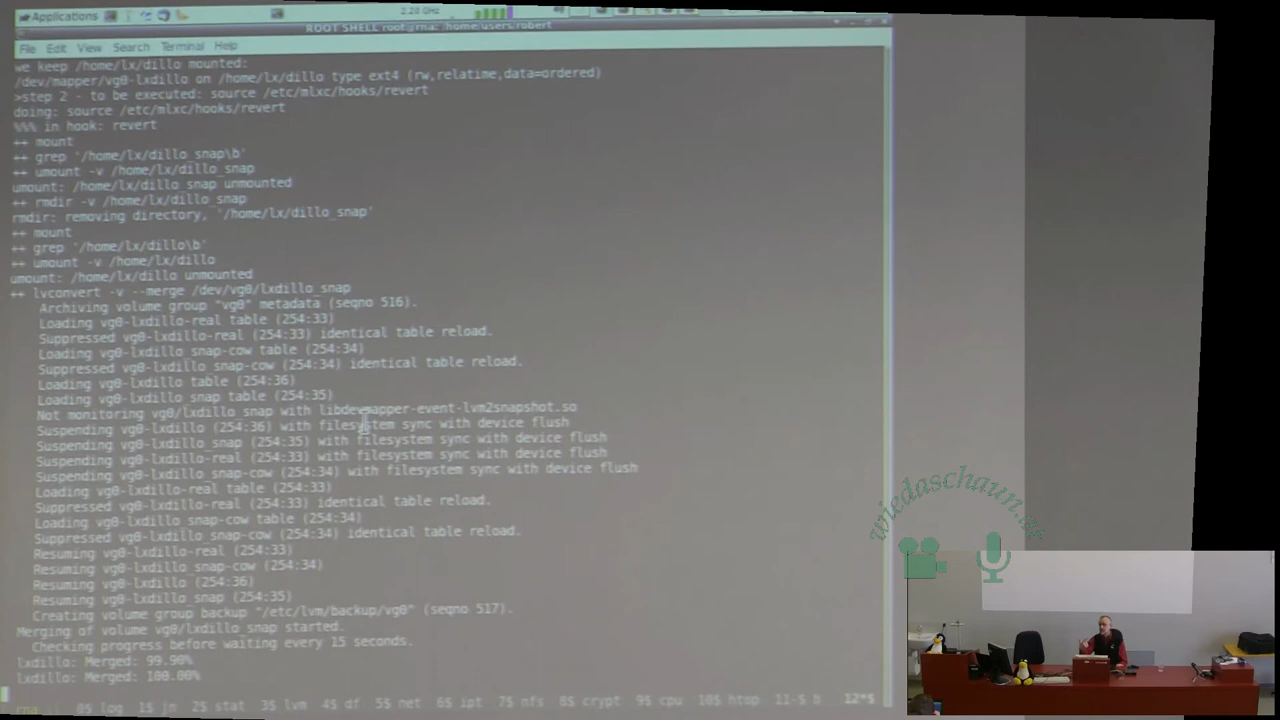 Applications
2.20 GHz
ROOT SHELL root@rna: /home/users/robert
File Edit View Search Terminal Help
we keep /home/lx/dillo mounted:
/dev/mapper/vg0-lxdillo on /home/lx/dillo type ext4 (rw,relatime,data=ordered)
>step 2 - to be executed: source /etc/mlxc/hooks/revert
doing: source /etc/mlxc/hooks/revert
%%% in hook: revert
++ mount
++ grep '/home/lx/dillo_snap\b'
++ umount -v /home/lx/dillo_snap
umount: /home/lx/dillo_snap unmounted
++ rmdir -v /home/lx/dillo_snap
rmdir: removing directory, '/home/lx/dillo_snap'
++ mount
++ grep '/home/lx/dillo\b'
++ umount -v /home/lx/dillo
umount: /home/lx/dillo unmounted
++ lvconvert -v --merge /dev/vg0/lxdillo_snap
Archiving volume group "vg0" metadata (seqno 516).
Loading vg0-lxdillo-real table (254:33)
Suppressed vg0-lxdillo-real (254:33) identical table reload.
Loading vg0-lxdillo_snap-cow table (254:34)
Suppressed vg0-lxdillo_snap-cow (254:34) identical table reload.
Loading vg0-lxdillo table (254:36)
Loading vg0-lxdillo_snap table (254:35)
Not monitoring vg0/lxdillo_snap with libdevmapper-event-lvm2snapshot.so
Suspending vg0-lxdillo (254:36) with filesystem sync with device flush
Suspending vg0-lxdillo_snap (254:35) with filesystem sync with device flush
Suspending vg0-lxdillo-real (254:33) with filesystem sync with device flush
Suspending vg0-lxdillo_snap-cow (254:34) with filesystem sync with device flush
Loading vg0-lxdillo-real table (254:33)
Suppressed vg0-lxdillo-real (254:33) identical table reload.
Loading vg0-lxdillo_snap-cow table (254:34)
Suppressed vg0-lxdillo_snap-cow (254:34) identical table reload.
Resuming vg0-lxdillo-real (254:33)
Resuming vg0-lxdillo_snap-cow (254:34)
Resuming vg0-lxdillo (254:36)
Resuming vg0-lxdillo_snap (254:35)
Creating volume group backup "/etc/lvm/backup/vg0" (seqno 517).
Merging of volume vg0/lxdillo_snap started.
Checking progress before waiting every 15 seconds.
lxdillo: Merged: 99.90%
lxdillo: Merged: 100.00%
rna 0$ log 1$ jn 2$ stat 3$ lvm 4$ df 5$ net 6$ ipt 7$ nfs 8$ crypt 9$ cpu 10$ htop 11-$ b 12*$
wiedaschaun.at